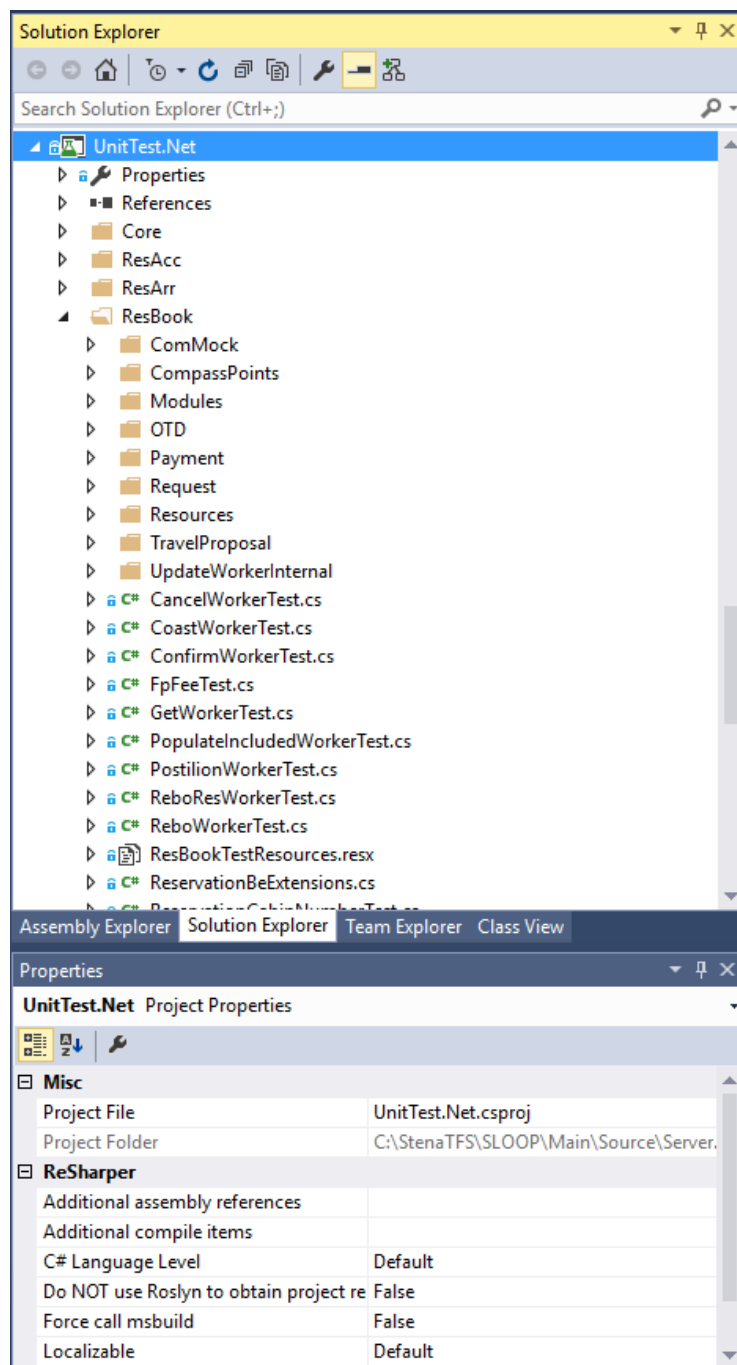 Solution Explorer
Search Solution Explorer (Ctrl+;)
UnitTest.Net
Properties
References
Core
ResAcc
ResArr
ResBook
ComMock
CompassPoints
Modules
OTD
Payment
Request
Resources
TravelProposal
UpdateWorkerInternal
C# CancelWorkerTest.cs
C# CoastWorkerTest.cs
C# ConfirmWorkerTest.cs
C# FpFeeTest.cs
C# GetWorkerTest.cs
C# PopulateIncludedWorkerTest.cs
C# PostilionWorkerTest.cs
C# ReboResWorkerTest.cs
C# ReboWorkerTest.cs
ResBookTestResources.resx
C# ReservationBeExtensions.cs
C# ReservationCabinNumberTest.cs
Assembly Explorer Solution Explorer Team Explorer Class View
Properties
UnitTest.Net Project Properties
Misc
Project File UnitTest.Net.csproj
Project Folder C:\StenaTFS\SLOOP\Main\Source\Server.
ReSharper
Additional assembly references
Additional compile items
C# Language Level Default
Do NOT use Roslyn to obtain project re False
Force call msbuild False
Localizable Default